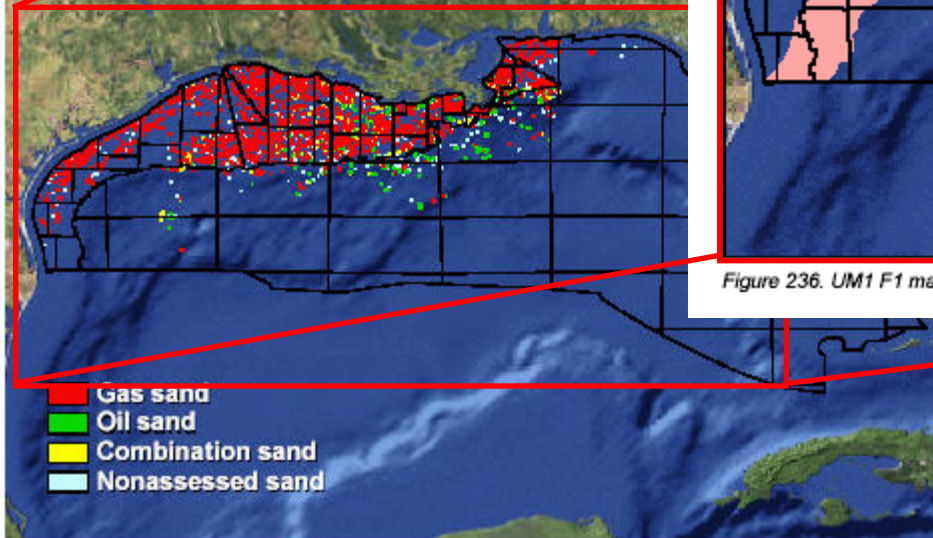 Figure 236. UM1 F1 ma
Gas sand
Oil sand
Combination sand
Nonassessed sand